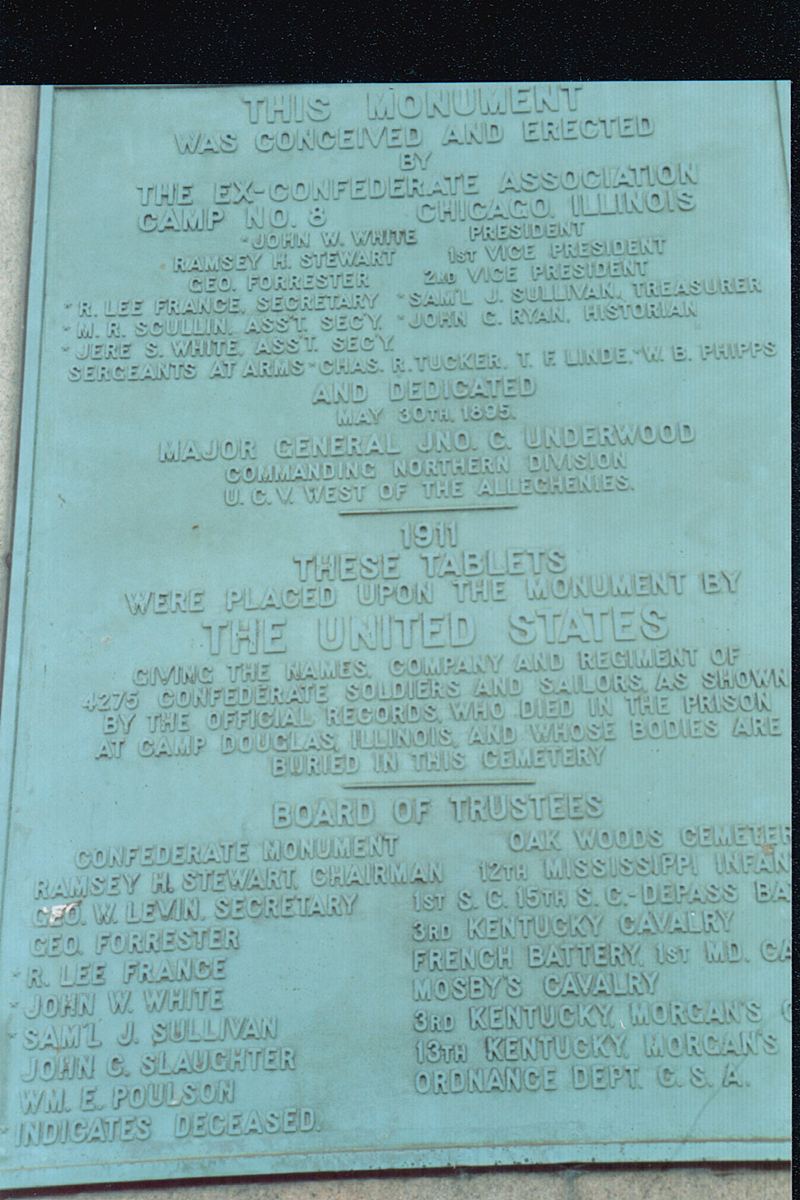 THIS MONUMENT
WAS CONCEIVED AND ERECTED
BY
THE EX-CONFEDERATE ASSOCIATION
CAMP NO. 8 CHICAGO, ILLINOIS
*JOHN W. WHITE PRESIDENT
RAMSEY H. STEWART 1ST VICE PRESIDENT
GEO. FORRESTER 2ND VICE PRESIDENT
*R. LEE FRANCE, SECRETARY *SAM'L J. SULLIVAN, TREASURER
*M. R. SCULLIN, ASS'T. SEC'Y. *JOHN C. RYAN, HISTORIAN
*JERE S. WHITE, ASS'T. SEC'Y.
SERGEANTS AT ARMS *CHAS. R. TUCKER, T. F. LINDE, *W. B. PHIPPS
AND DEDICATED
MAY 30TH, 1895.
MAJOR GENERAL JNO. C. UNDERWOOD
COMMANDING NORTHERN DIVISION
U. C. V. WEST OF THE ALLEGHENIES.
1911
THESE TABLETS
WERE PLACED UPON THE MONUMENT BY
THE UNITED STATES
GIVING THE NAMES, COMPANY AND REGIMENT OF
4275 CONFEDERATE SOLDIERS AND SAILORS, AS SHOWN
BY THE OFFICIAL RECORDS, WHO DIED IN THE PRISON
AT CAMP DOUGLAS, ILLINOIS, AND WHOSE BODIES ARE
BURIED IN THIS CEMETERY
BOARD OF TRUSTEES
CONFEDERATE MONUMENT OAK WOODS CEMETER
RAMSEY H. STEWART, CHAIRMAN 12TH MISSISSIPPI INFAN
GEO. W. LEVIN, SECRETARY 1ST S. C. 15TH S. C.-DEPASS BA
GEO. FORRESTER 3RD KENTUCKY CAVALRY
*R. LEE FRANCE FRENCH BATTERY, 1ST MD. CA
*JOHN W. WHITE MOSBY'S CAVALRY
*SAM'L J. SULLIVAN 3RD KENTUCKY, MORGAN'S C
JOHN C. SLAUGHTER 13TH KENTUCKY, MORGAN'S
WM. E. POULSON ORDNANCE DEPT. C. S. A.
*INDICATES DECEASED.